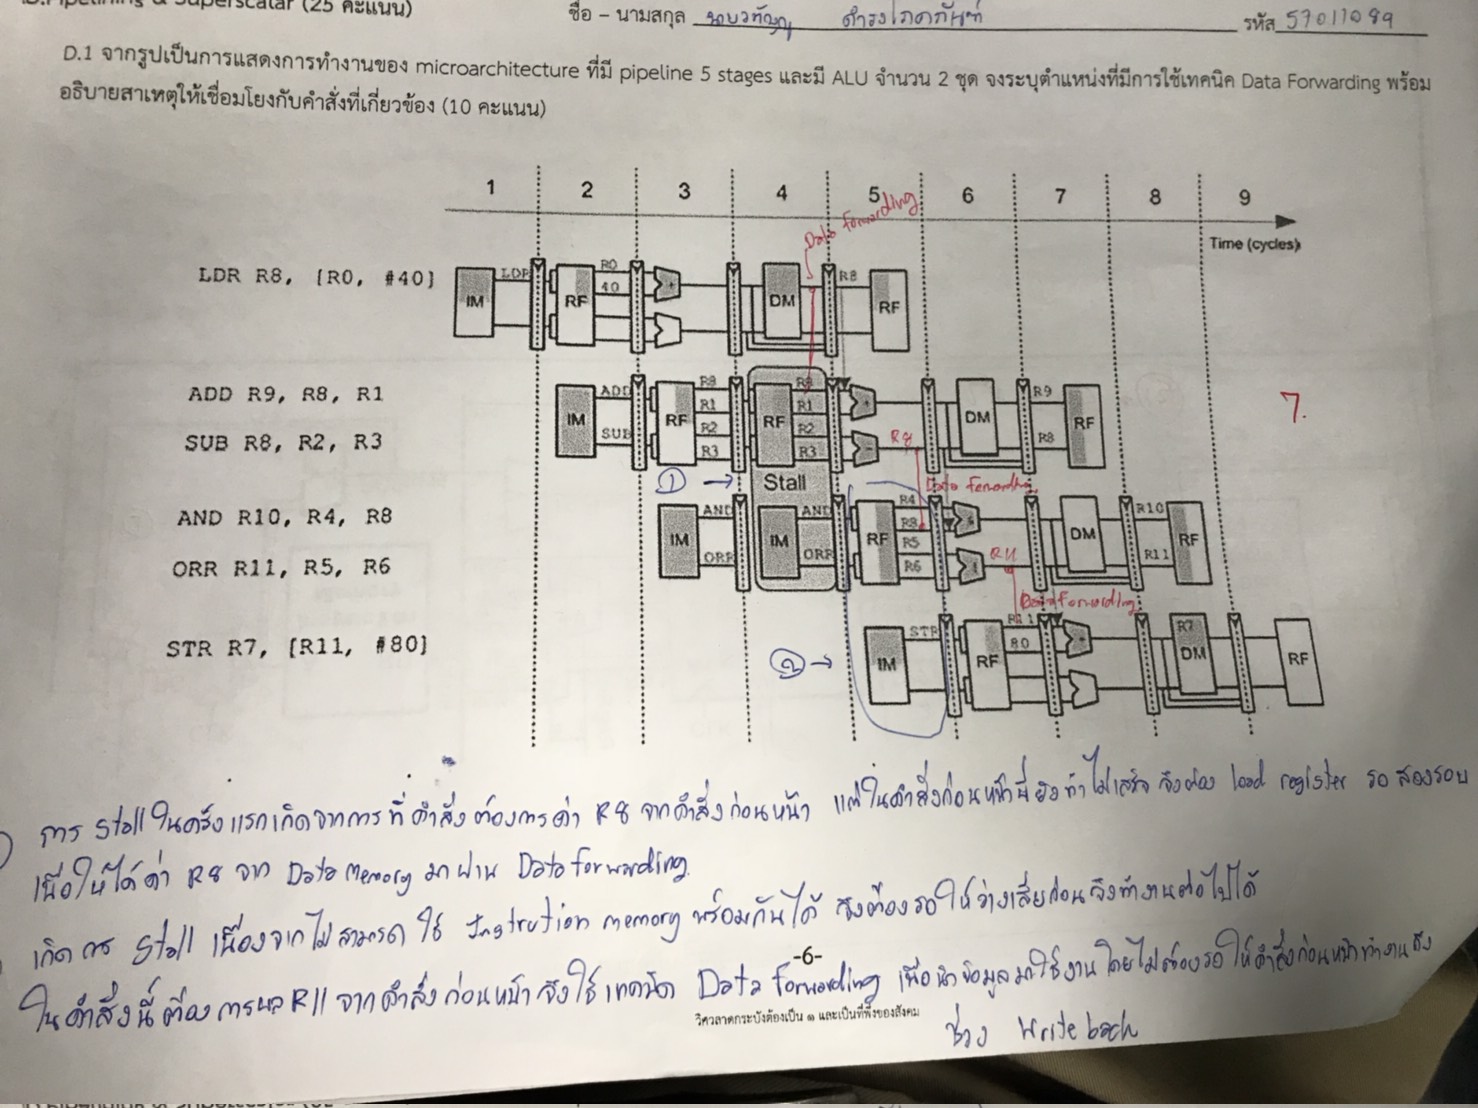 D.Pipelining & Superscalar (25 คะแนน)
ชื่อ – นามสกุล
รหัส 57011099
D.1 จากรูปเป็นการแสดงการทำงานของ microarchitecture ที่มี pipeline 5 stages และมี ALU จำนวน 2 ชุด จงระบุตำแหน่งที่มีการใช้เทคนิค Data Forwarding พร้อม
อธิบายสาเหตุให้เชื่อมโยงกับคำสั่งที่เกี่ยวข้อง (10 คะแนน)
1 2 3 4 5 6 7 8 9
Time (cycles)
Data forwarding
LDR R8, [R0, #40]
IM LDR RF R0 40 + DM R8 RF
ADD R9, R8, R1
SUB R8, R2, R3
IM ADD SUB RF R8 R1 R2 R3 RF R8 R1 R2 R3 + - R8 DM R9 R8 RF
7.
① → Stall
Data forwarding
AND R10, R4, R8
ORR R11, R5, R6
IM AND ORR IM AND ORR RF R4 R8 R5 R6 & | R11 DM R10 R11 RF
Data forwarding
STR R7, [R11, #80]
② → IM STR RF R11 80 + R7 DM RF
การ Stall ในครั้งแรกเกิดจากการ ที่ คำสั่ง ต้องการค่า R8 จากคำสั่งก่อนหน้า แต่ในคำสั่งก่อนหน้านี้ยังทำไม่เสร็จ จึงต้อง load register รอ สองรอบ
เพื่อให้ได้ค่า R8 จาก Data memory มา ผ่าน Data forwarding
เกิดการ Stall เนื่องจากไม่สามารถ ใช้ Instrution memory พร้อมกันได้ จึงต้องรอให้ว่างเสียก่อนจึงทำงานต่อไปได้
ในคำสั่งนี้ ต้องการผล R11 จากคำสั่งก่อนหน้า จึงใช้เทคนิค Data forwarding เพื่อนำข้อมูลมาใช้งานโดยไม่ต้องรอให้คำสั่งก่อนหน้าทำงานถึง
ช่วง Write back
-6-
วิศวลาดกระบังต้องเป็น ๑ และเป็นที่พึ่งของสังคม